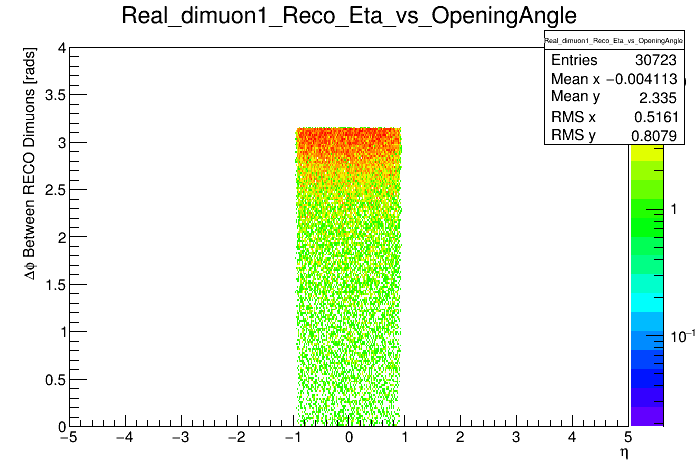 Real_dimuon1_Reco_Eta_vs_OpeningAngle
Real_dimuon1_Reco_Eta_vs_OpeningAngle
Entries 30723
Mean x −0.004113
Mean y 2.335
RMS x 0.5161
RMS y 0.8079
Δφ Between RECO Dimuons [rads]
4
3.5
3
2.5
2
1.5
1
0.5
0
−5 −4 −3 −2 −1 0 1 2 3 4 5
η
1
10⁻¹